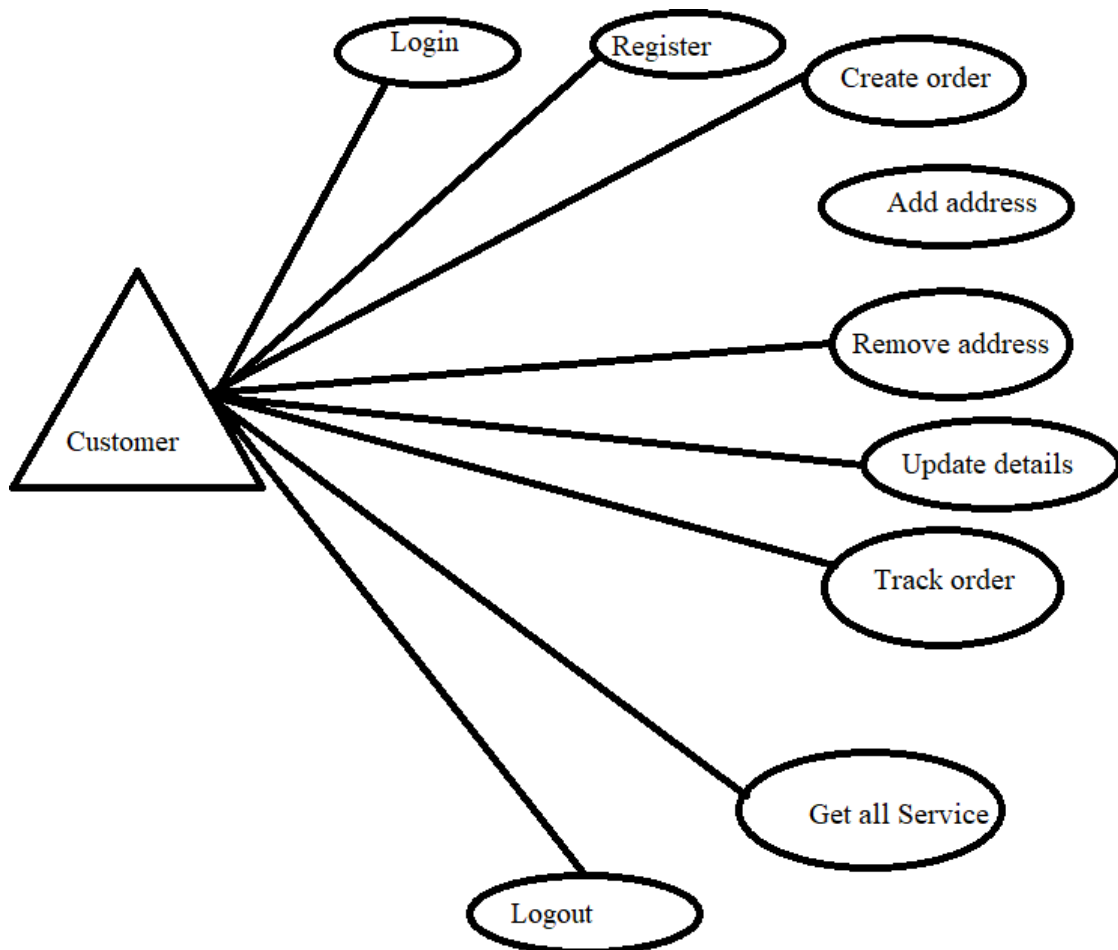 Login
Register
Create order
Add address
Remove address
Customer
Update details
Track order
Get all Service
Logout